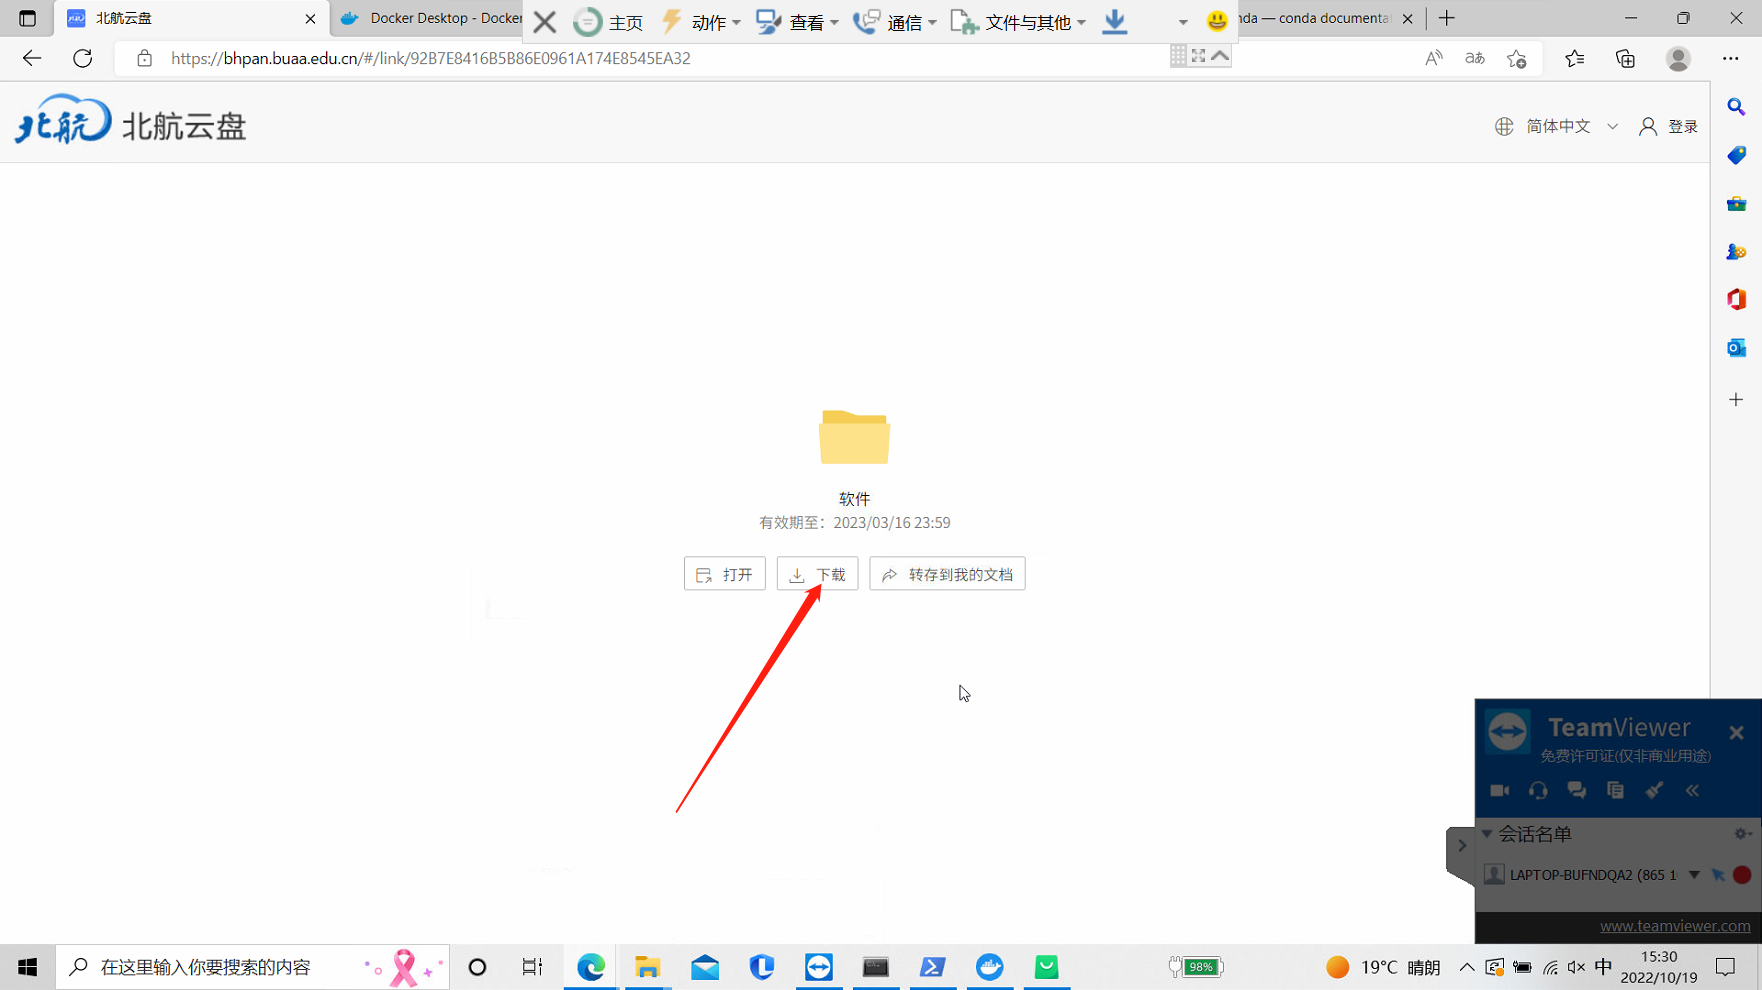 北航云盘
Docker Desktop - Docker
主页
动作
查看
通信
文件与其他
nda — conda documentat
https://bhpan.buaa.edu.cn/#/link/92B7E8416B5B86E0961A174E8545EA32
北航 北航云盘
简体中文
登录
软件
有效期至：2023/03/16 23:59
打开
下载
转存到我的文档
TeamViewer
免费许可证(仅非商业用途)
会话名单
LAPTOP-BUFNDQA2 (865 1
www.teamviewer.com
在这里输入你要搜索的内容
98%
19°C 晴朗
中
15:30
2022/10/19